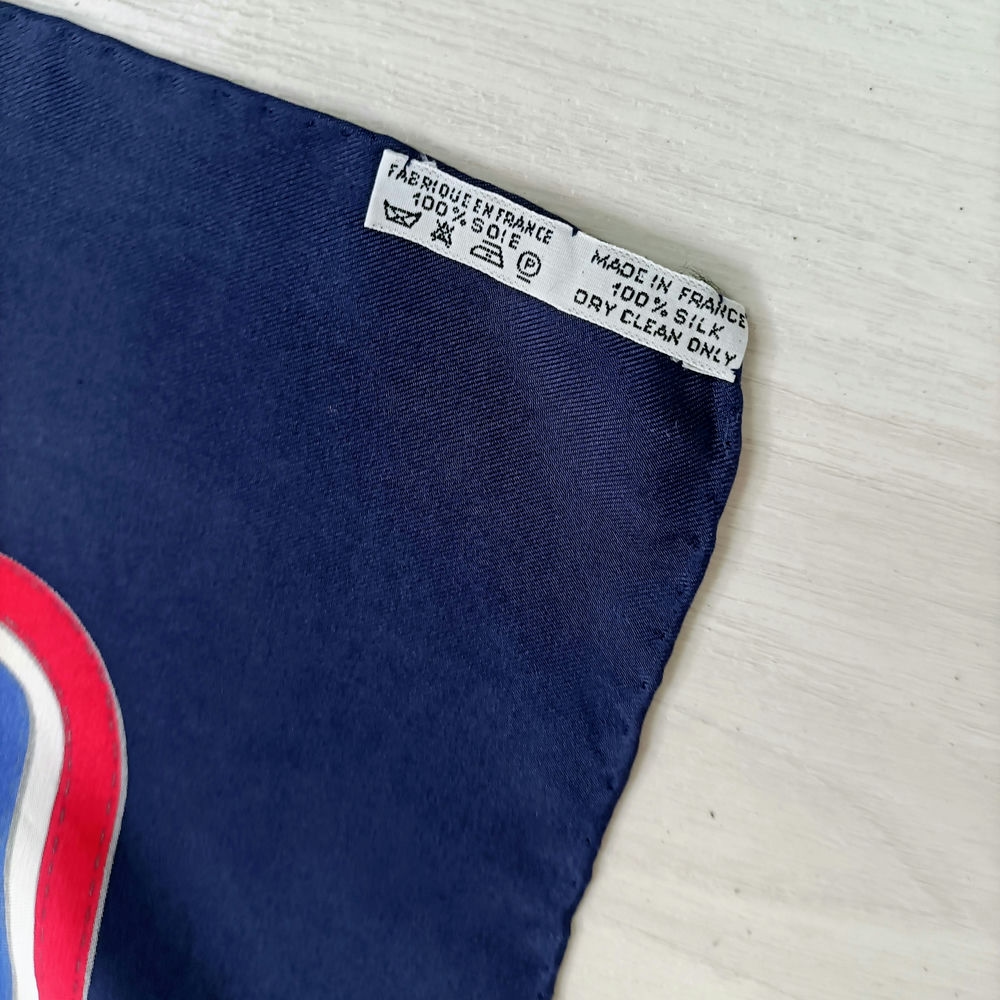 FABRIQUE EN FRANCE
100% SOIE
P
MADE IN FRANCE
100% SILK
DRY CLEAN ONLY